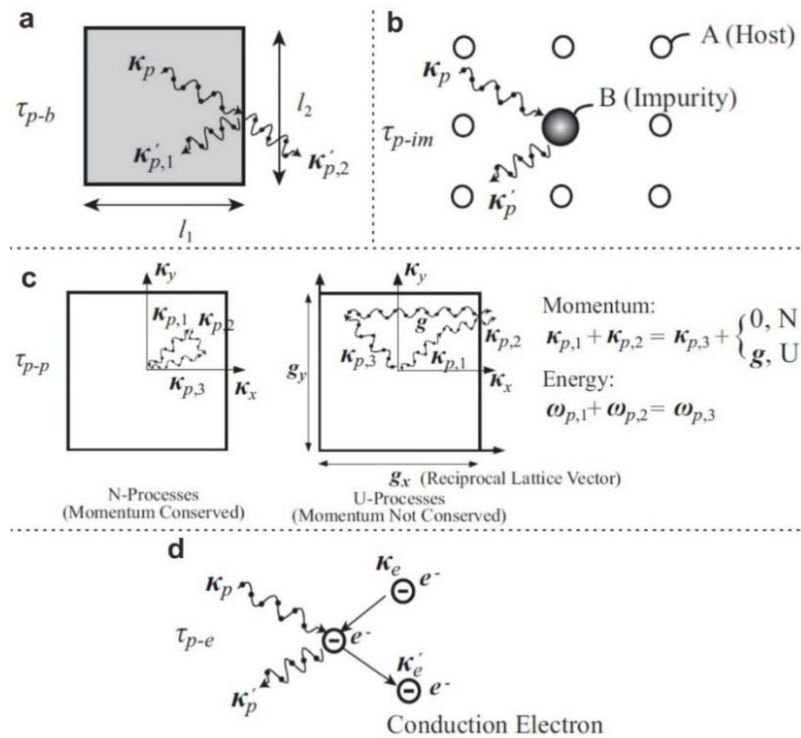 a
τp-b
κp
κ′p,1
κ′p,2
l2
l1
b
τp-im
κp
κ′p
A (Host)
B (Impurity)
c
τp-p
κy
κp,1
κp,2
κp,3
κx
N-Processes
(Momentum Conserved)
κy
g
κp,2
κp,3
κp,1
gy
κx
gx (Reciprocal Lattice Vector)
U-Processes
(Momentum Not Conserved)
Momentum:
κp,1 + κp,2 = κp,3 + {0, N
g, U
Energy:
ωp,1 + ωp,2 = ωp,3
d
κp
κe
e-
τp-e
e-
κ′p
κ′e
e-
Conduction Electron